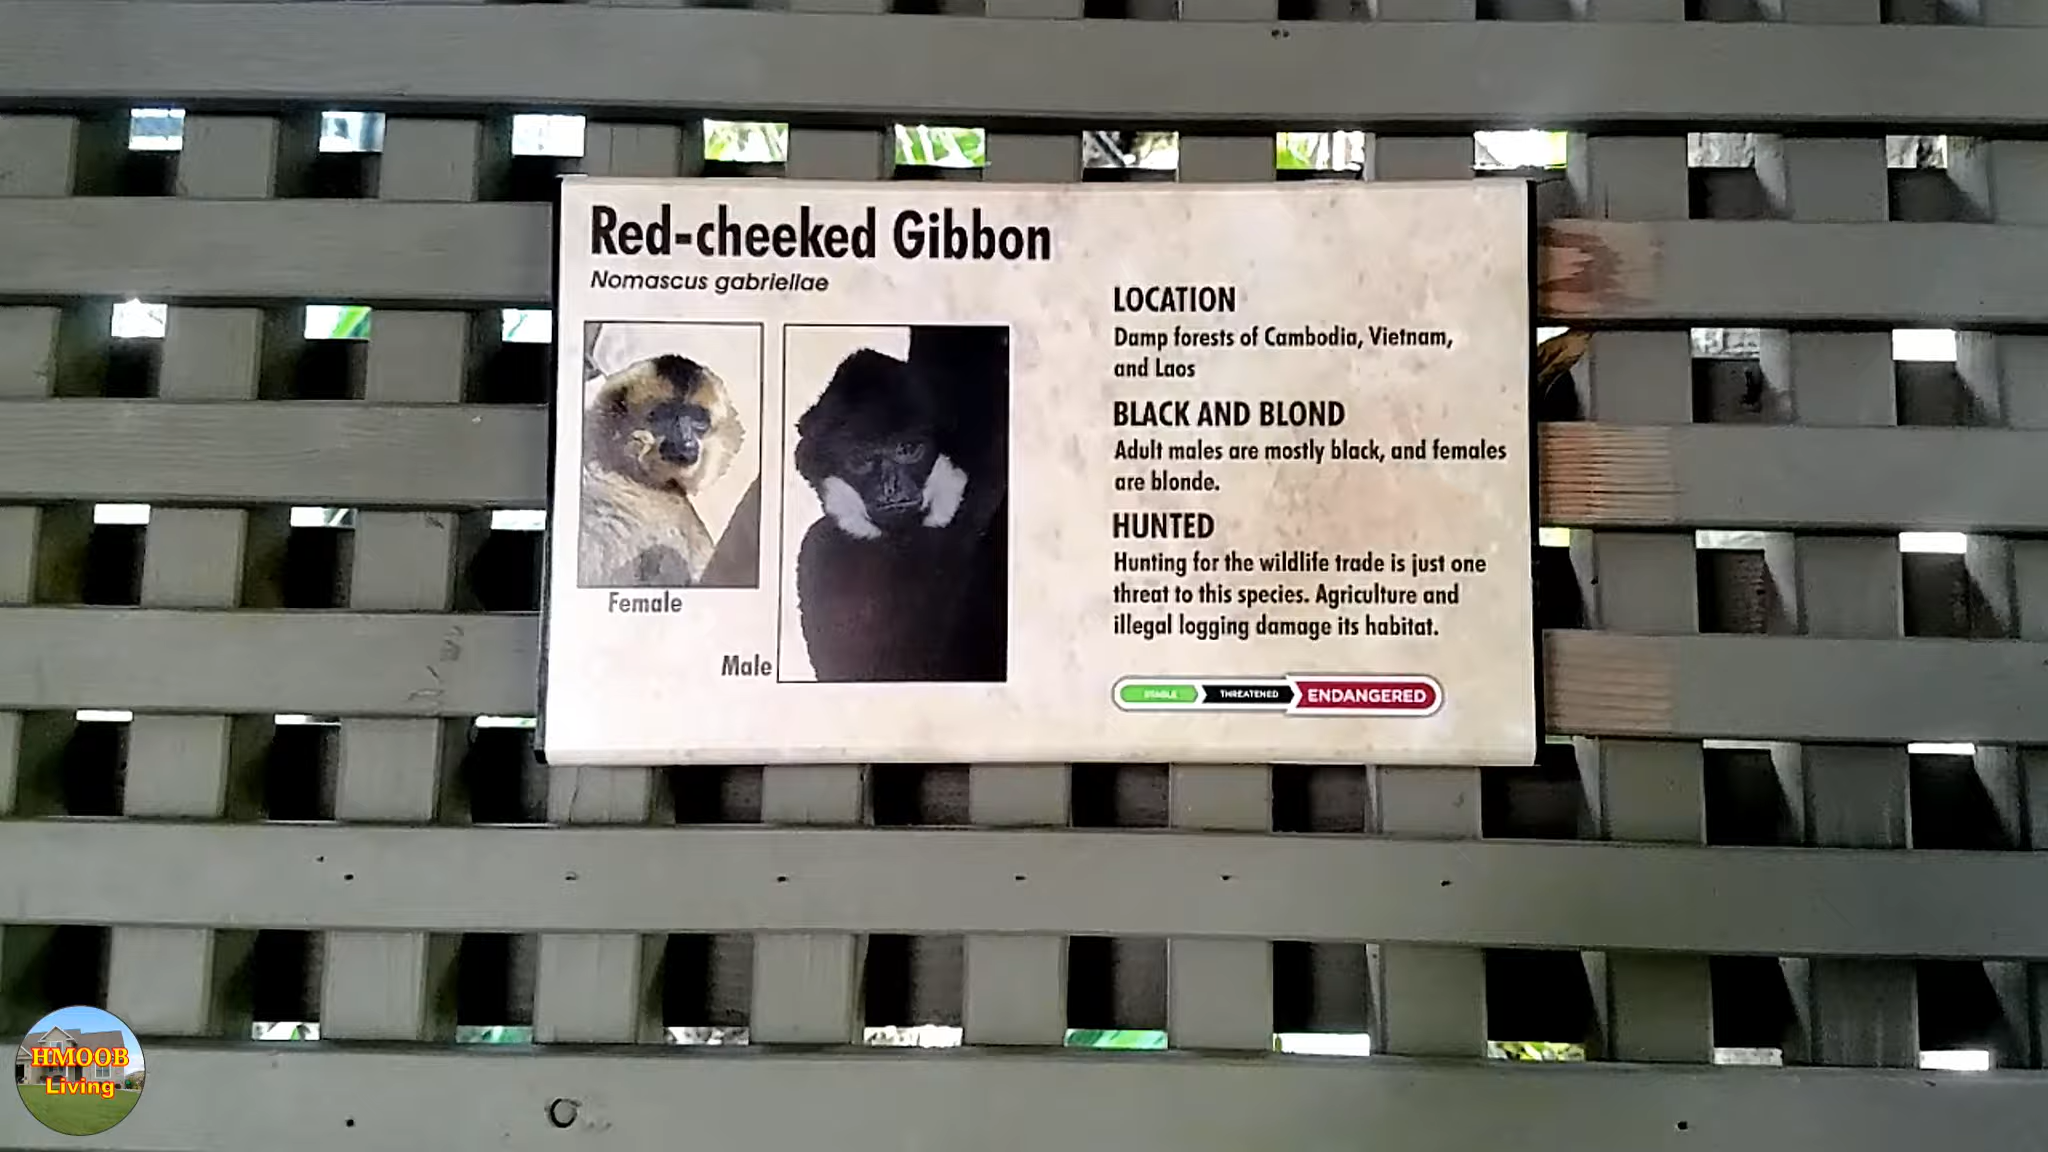 Red-cheeked Gibbon
Nomascus gabriellae
Female
Male
LOCATION
Damp forests of Cambodia, Vietnam,
and Laos
BLACK AND BLOND
Adult males are mostly black, and females
are blonde.
HUNTED
Hunting for the wildlife trade is just one
threat to this species. Agriculture and
illegal logging damage its habitat.
STABLE THREATENED ENDANGERED
HMOOB
Living